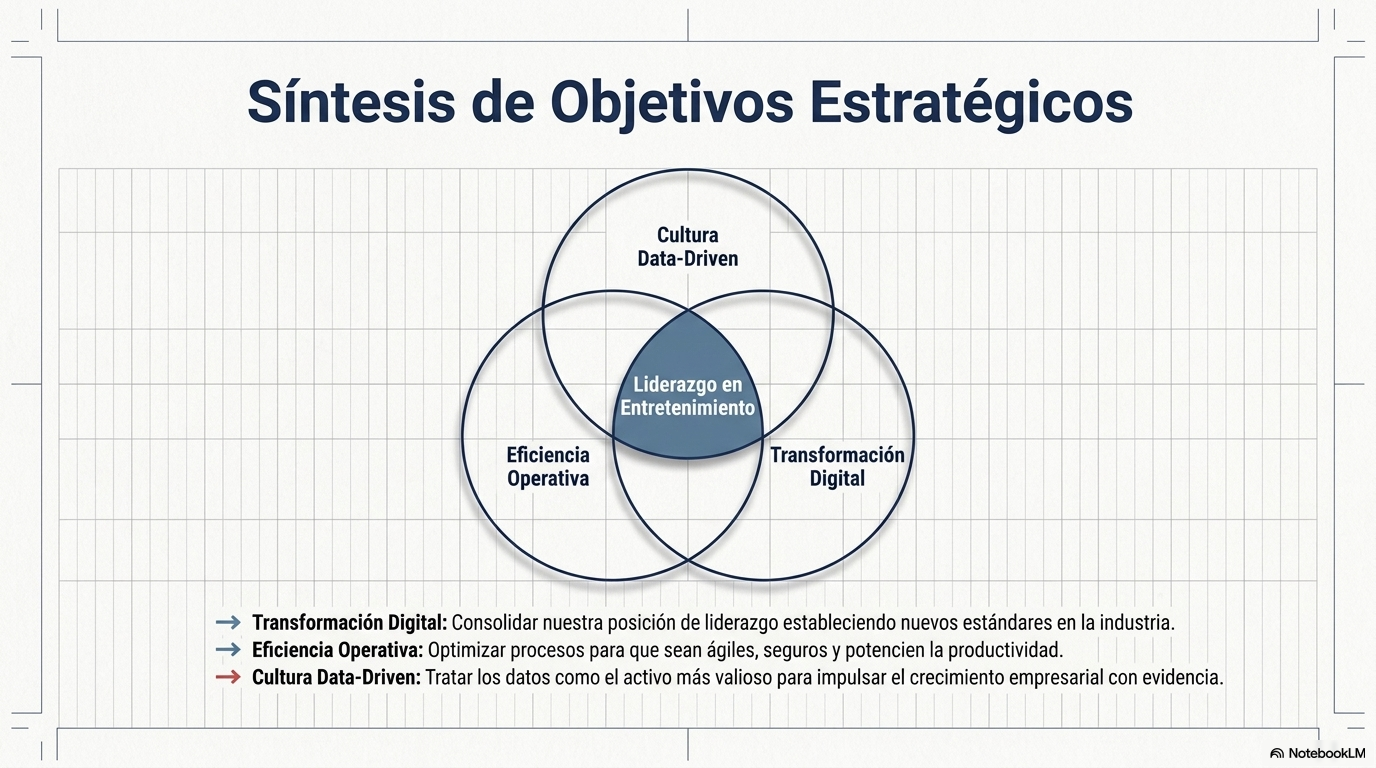 Síntesis de Objetivos Estratégicos
Cultura
Data-Driven
Liderazgo en
Entretenimiento
Eficiencia
Operativa
Transformación
Digital
→ Transformación Digital: Consolidar nuestra posición de liderazgo estableciendo nuevos estándares en la industria.
→ Eficiencia Operativa: Optimizar procesos para que sean ágiles, seguros y potencien la productividad.
→ Cultura Data-Driven: Tratar los datos como el activo más valioso para impulsar el crecimiento empresarial con evidencia.
NotebookLM